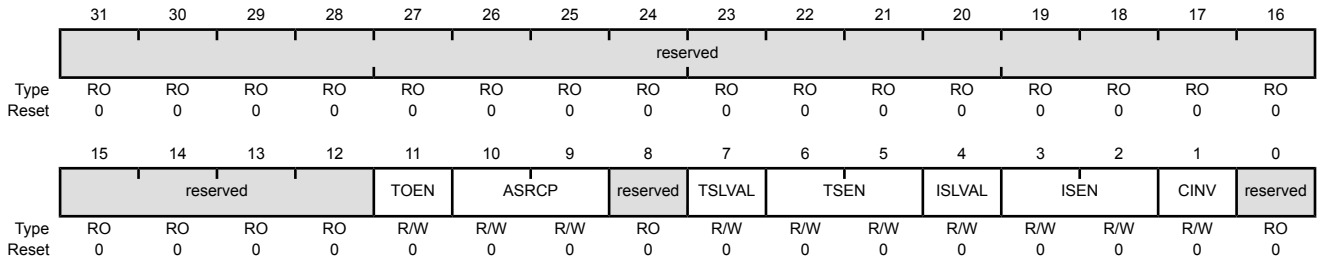 31 30 29 28 27 26 25 24 23 22 21 20 19 18 17 16
reserved
Type RO RO RO RO RO RO RO RO RO RO RO RO RO RO RO RO
Reset 0 0 0 0 0 0 0 0 0 0 0 0 0 0 0 0
15 14 13 12 11 10 9 8 7 6 5 4 3 2 1 0
reserved TOEN ASRCP reserved TSLVAL TSEN ISLVAL ISEN CINV reserved
Type RO RO RO RO R/W R/W R/W RO R/W R/W R/W R/W R/W R/W R/W RO
Reset 0 0 0 0 0 0 0 0 0 0 0 0 0 0 0 0